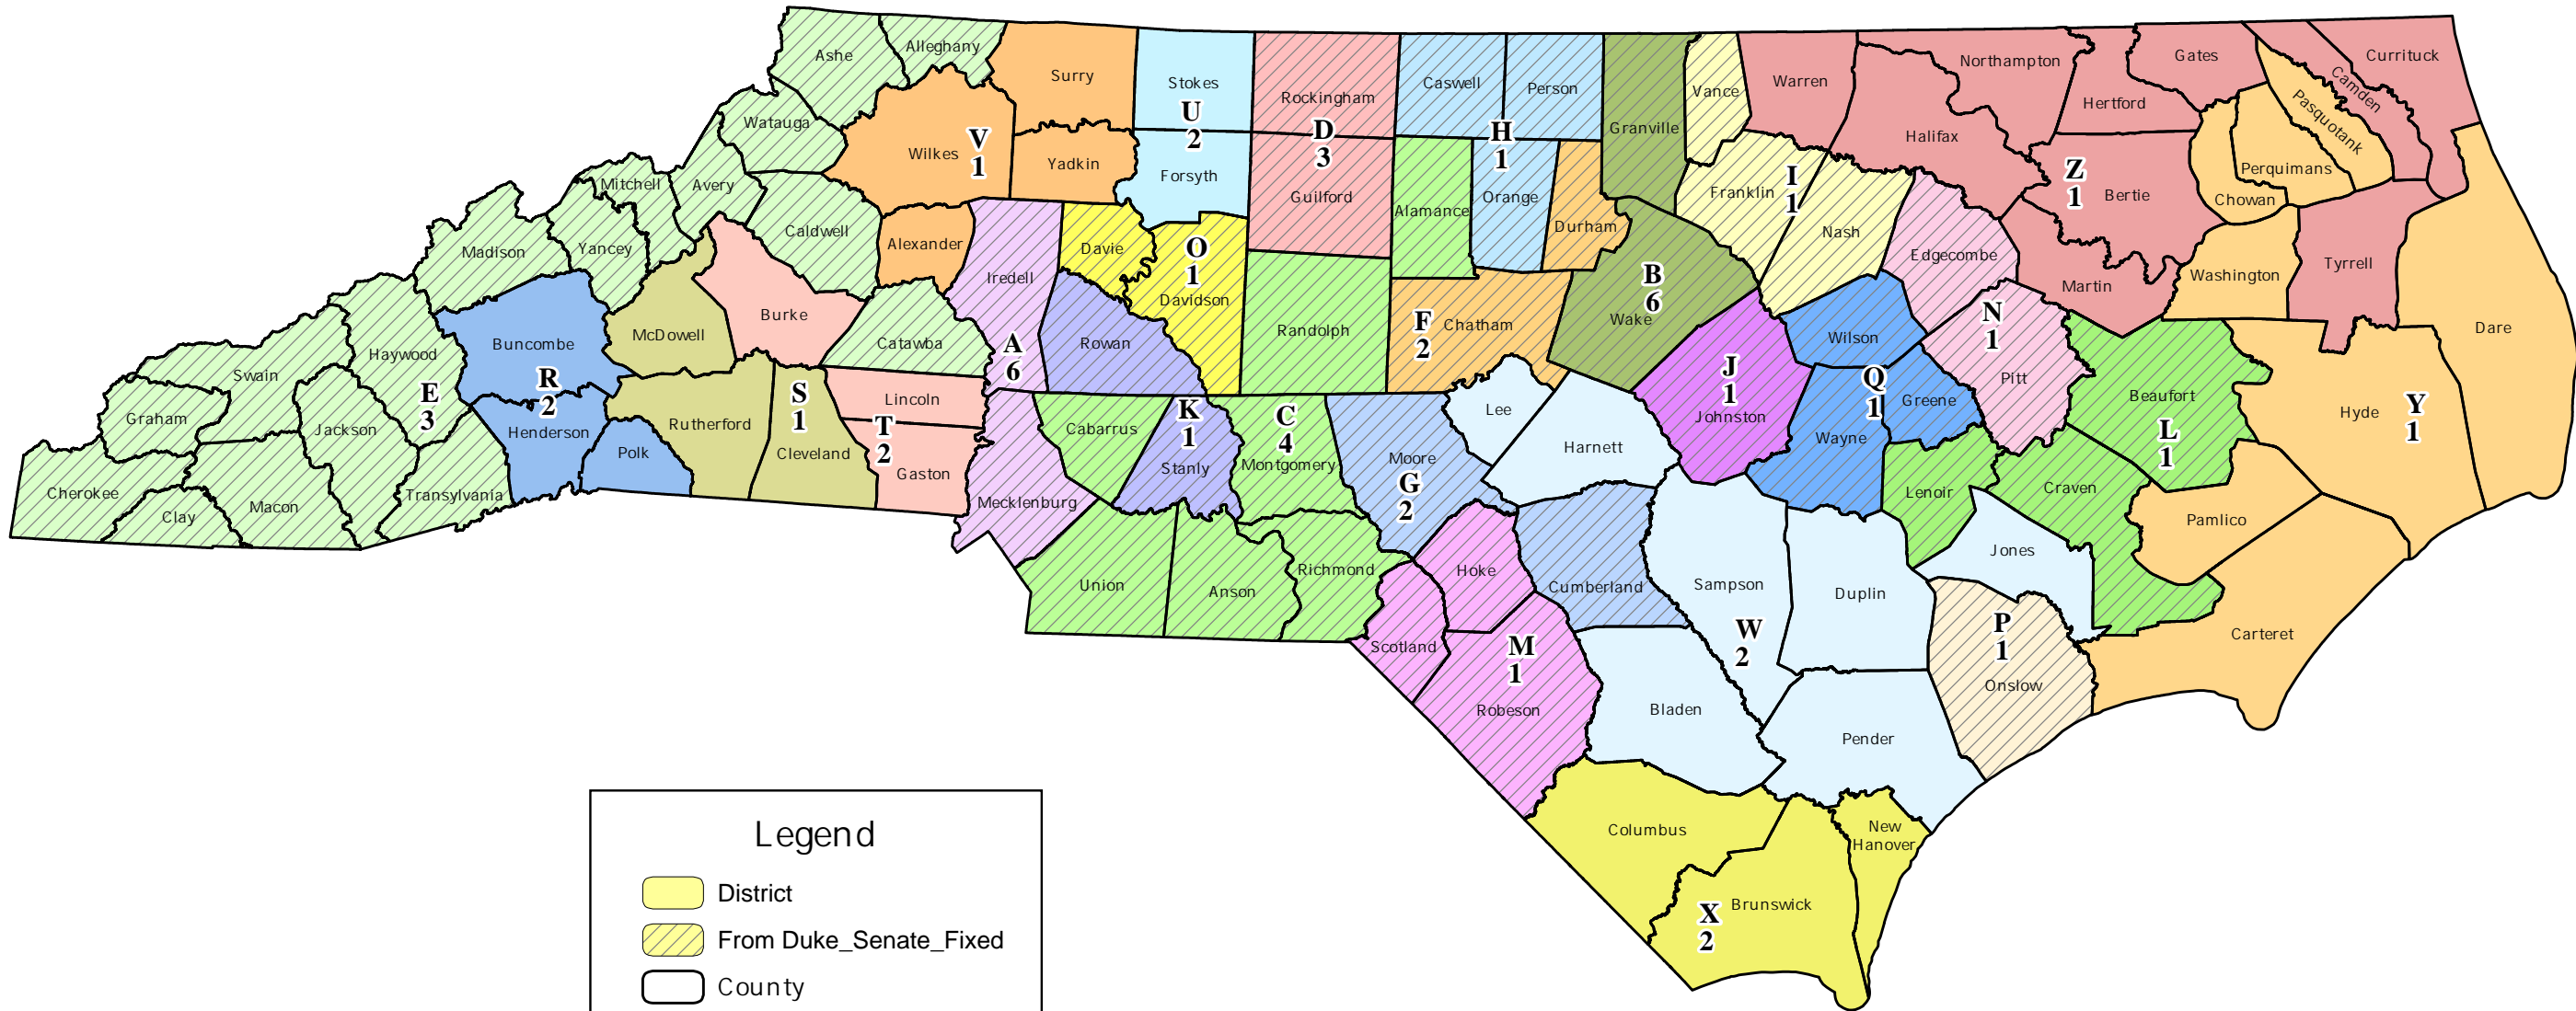 Ashe
Alleghany
Surry
Stokes
U
2
Rockingham
D
3
Caswell
Person
H
1
Granville
Vance
Warren
Northampton
Halifax
Hertford
Gates
Camden
Currituck
Pasquotank
Perquimans
Chowan
Z
1
Bertie
Watauga
Wilkes
V
1
Yadkin
Forsyth
Guilford
Alamance
Orange
Durham
Franklin
I
1
Nash
Edgecombe
Martin
Washington
Tyrrell
Dare
Mitchell
Avery
Caldwell
Alexander
Iredell
Davie
O
1
Davidson
Randolph
F
2
Chatham
B
6
Wake
Madison
Yancey
McDowell
Burke
Catawba
A
6
Rowan
J
1
Johnston
Wilson
Q
1
Greene
Wayne
N
1
Pitt
Beaufort
L
1
Hyde
Y
1
Swain
Haywood
E
3
Buncombe
R
2
Henderson
Polk
Rutherford
S
1
Cleveland
Lincoln
T
2
Gaston
Mecklenburg
Cabarrus
K
1
Stanly
C
4
Montgomery
Moore
G
2
Lee
Harnett
Lenoir
Craven
Pamlico
Graham
Jackson
Cherokee
Clay
Macon
Transylvania
Union
Anson
Richmond
Hoke
Cumberland
Sampson
Duplin
Jones
Carteret
Scotland
M
1
Robeson
W
2
P
1
Onslow
Bladen
Pender
Columbus
New
Hanover
X
2
Brunswick
Legend
District
From Duke_Senate_Fixed
County